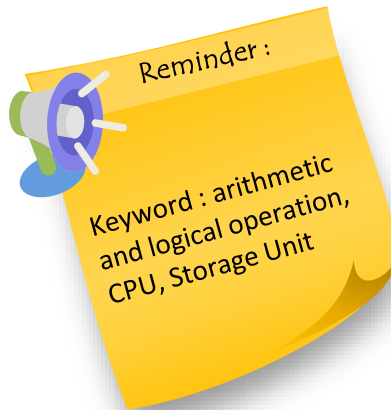 Reminder :
Keyword : arithmetic
and logical operation,
CPU, Storage Unit